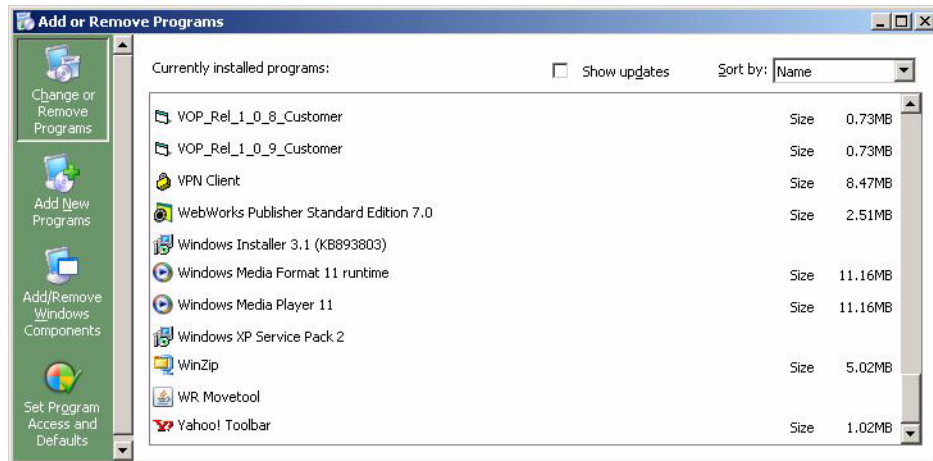 Add or Remove Programs
Change or
Remove
Programs
Add New
Programs
Add/Remove
Windows
Components
Set Program
Access and
Defaults
Currently installed programs:
Show updates
Sort by: Name
VOP_Rel_1_0_8_Customer Size 0.73MB
VOP_Rel_1_0_9_Customer Size 0.73MB
VPN Client Size 8.47MB
WebWorks Publisher Standard Edition 7.0 Size 2.51MB
Windows Installer 3.1 (KB893803)
Windows Media Format 11 runtime Size 11.16MB
Windows Media Player 11 Size 11.16MB
Windows XP Service Pack 2
WinZip Size 5.02MB
WR Movetool
Yahoo! Toolbar Size 1.02MB